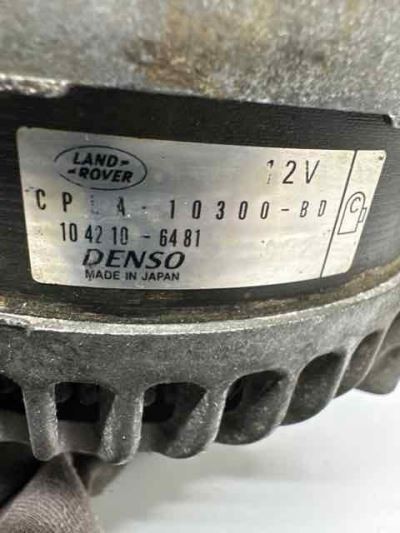 LAND-
ROVER
12V
CPLA-10300-BD
C
104210-6481
DENSO
MADE IN JAPAN